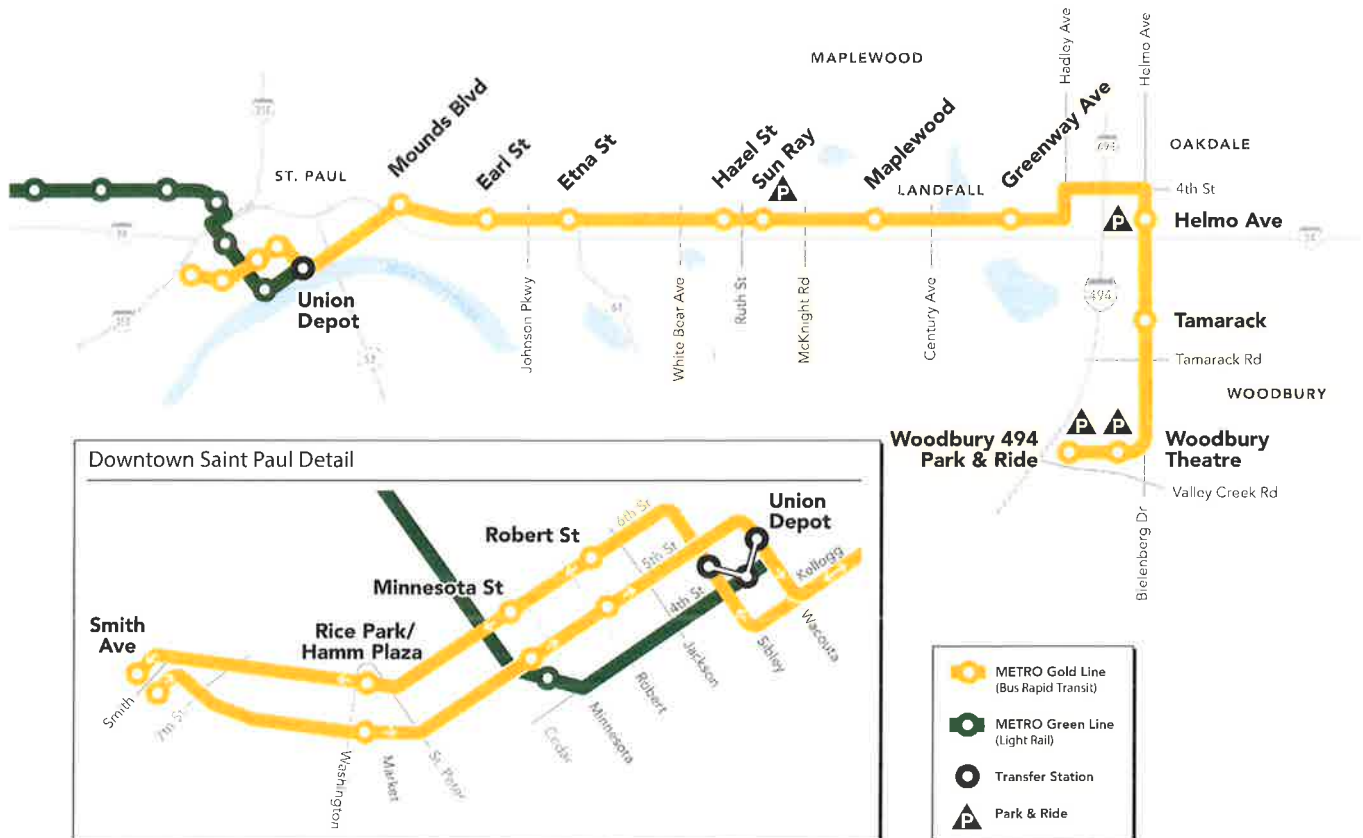 MAPLEWOOD
Hadley Ave
Helmo Ave
Mounds Blvd
Earl St
Etna St
Hazel St
Sun Ray
P
Maplewood
Greenway Ave
694
OAKDALE
ST. PAUL
LANDFALL
4th St
P
Helmo Ave
Union
Depot
494
61
Johnson Pkwy
White Bear Ave
Ruth St
McKnight Rd
Century Ave
Tamarack
Tamarack Rd
WOODBURY
P
P
Woodbury 494
Park & Ride
Woodbury
Theatre
Valley Creek Rd
Bielenberg Dr
Downtown Saint Paul Detail
Union
Depot
6th St
Robert St
5th St
Kellogg
Minnesota St
4th St
Wacouta
Smith
Ave
Rice Park/
Hamm Plaza
Sibley
Jackson
Robert
Smith
7th St
Minnesota
Cedar
St. Peter
Market
Washington
METRO Gold Line
(Bus Rapid Transit)
METRO Green Line
(Light Rail)
Transfer Station
P
Park & Ride